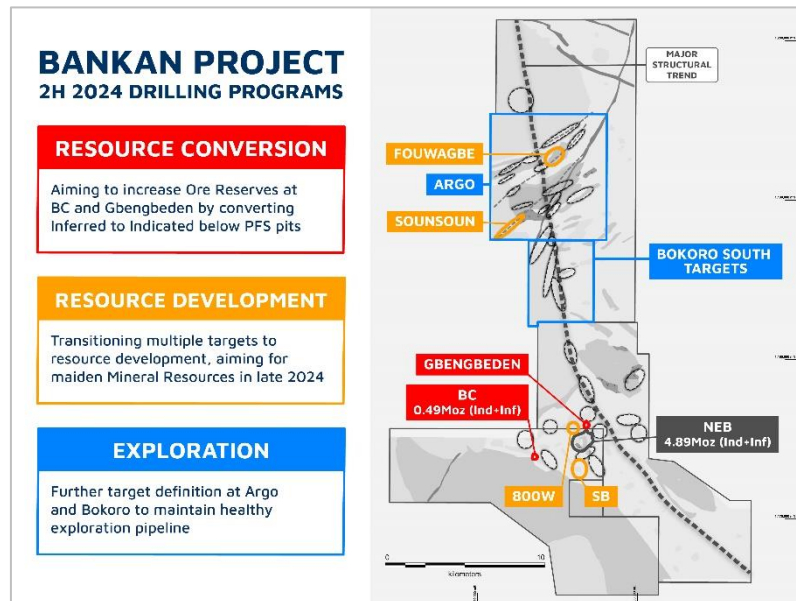 BANKAN PROJECT
2H 2024 DRILLING PROGRAMS
RESOURCE CONVERSION
Aiming to increase Ore Reserves at
BC and Gbengbeden by converting
Inferred to Indicated below PFS pits
RESOURCE DEVELOPMENT
Transitioning multiple targets to
resource development, aiming for
maiden Mineral Resources in late 2024
EXPLORATION
Further target definition at Argo
and Bokoro to maintain healthy
exploration pipeline
MAJOR
STRUCTURAL
TREND
FOUWAGBE
ARGO
SOUNSOUN
BOKORO SOUTH
TARGETS
GBENGBEDEN
BC
0.49Moz (Ind+Inf)
NEB
4.89Moz (Ind+Inf)
800W
SB
0
10
kilometers